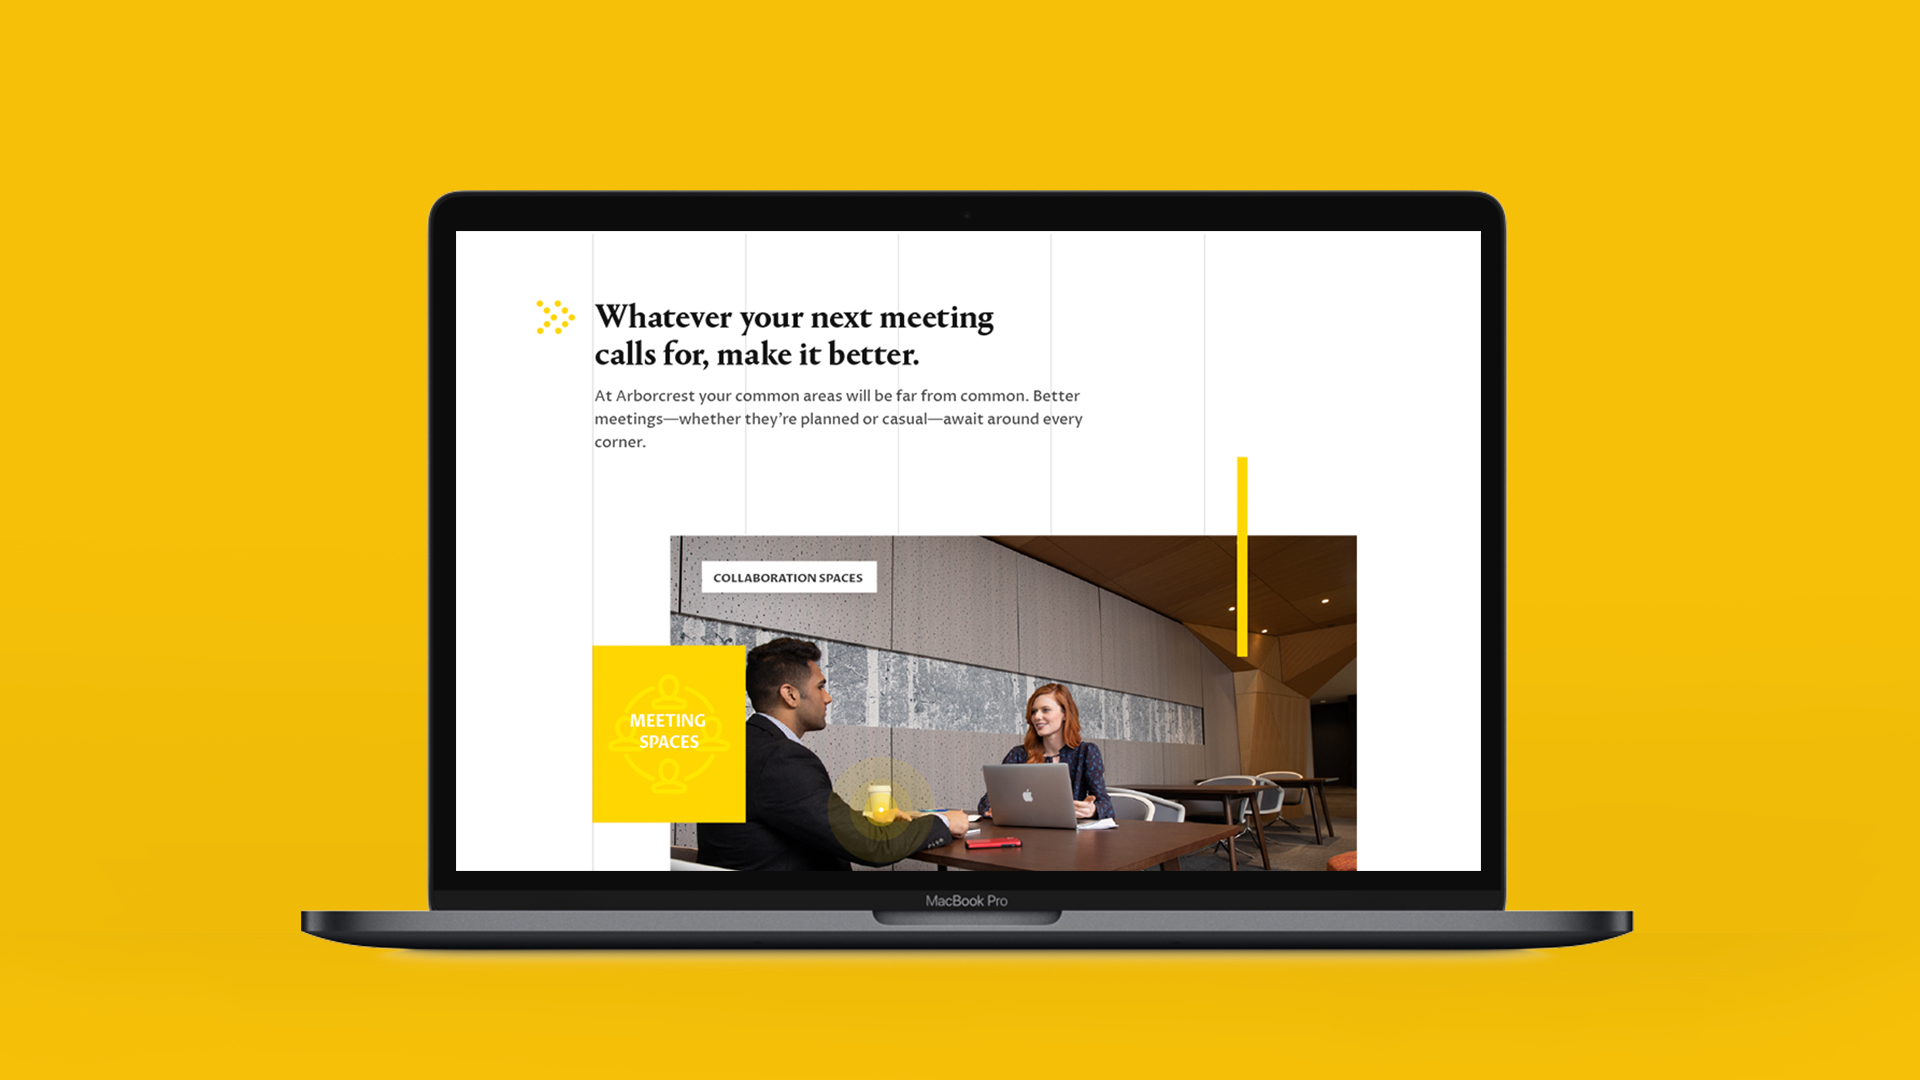 Whatever your next meeting
calls for, make it better.
At Arborcrest your common areas will be far from common. Better
meetings—whether they're planned or casual—await around every
corner.
COLLABORATION SPACES
MEETING
SPACES
MacBook Pro